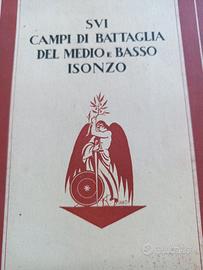 SVI
CAMPI DI BATTAGLIA
DEL MEDIO E BASSO
ISONZO